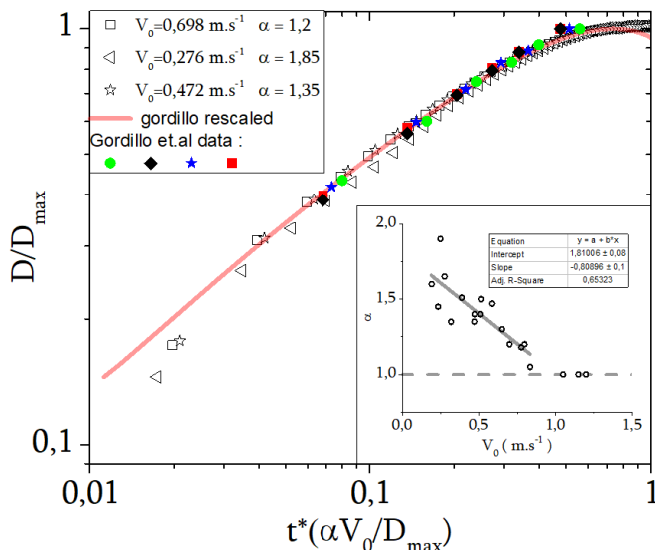 V₀=0,698 m.s⁻¹ α = 1,2
V₀=0,276 m.s⁻¹ α = 1,85
V₀=0,472 m.s⁻¹ α = 1,35
gordillo rescaled
Gordillo et.al data :
1
0,1
D/D_max
0,01
0,1
1
t*(αV₀/D_max)
2,0
1,5
1,0
α
0,0
0,5
1,0
1,5
V₀ ( m.s⁻¹)
Equation y = a + b*x
Intercept 1,81006 ± 0,08
Slope -0,80896 ± 0,1
Adj. R-Square 0,65323